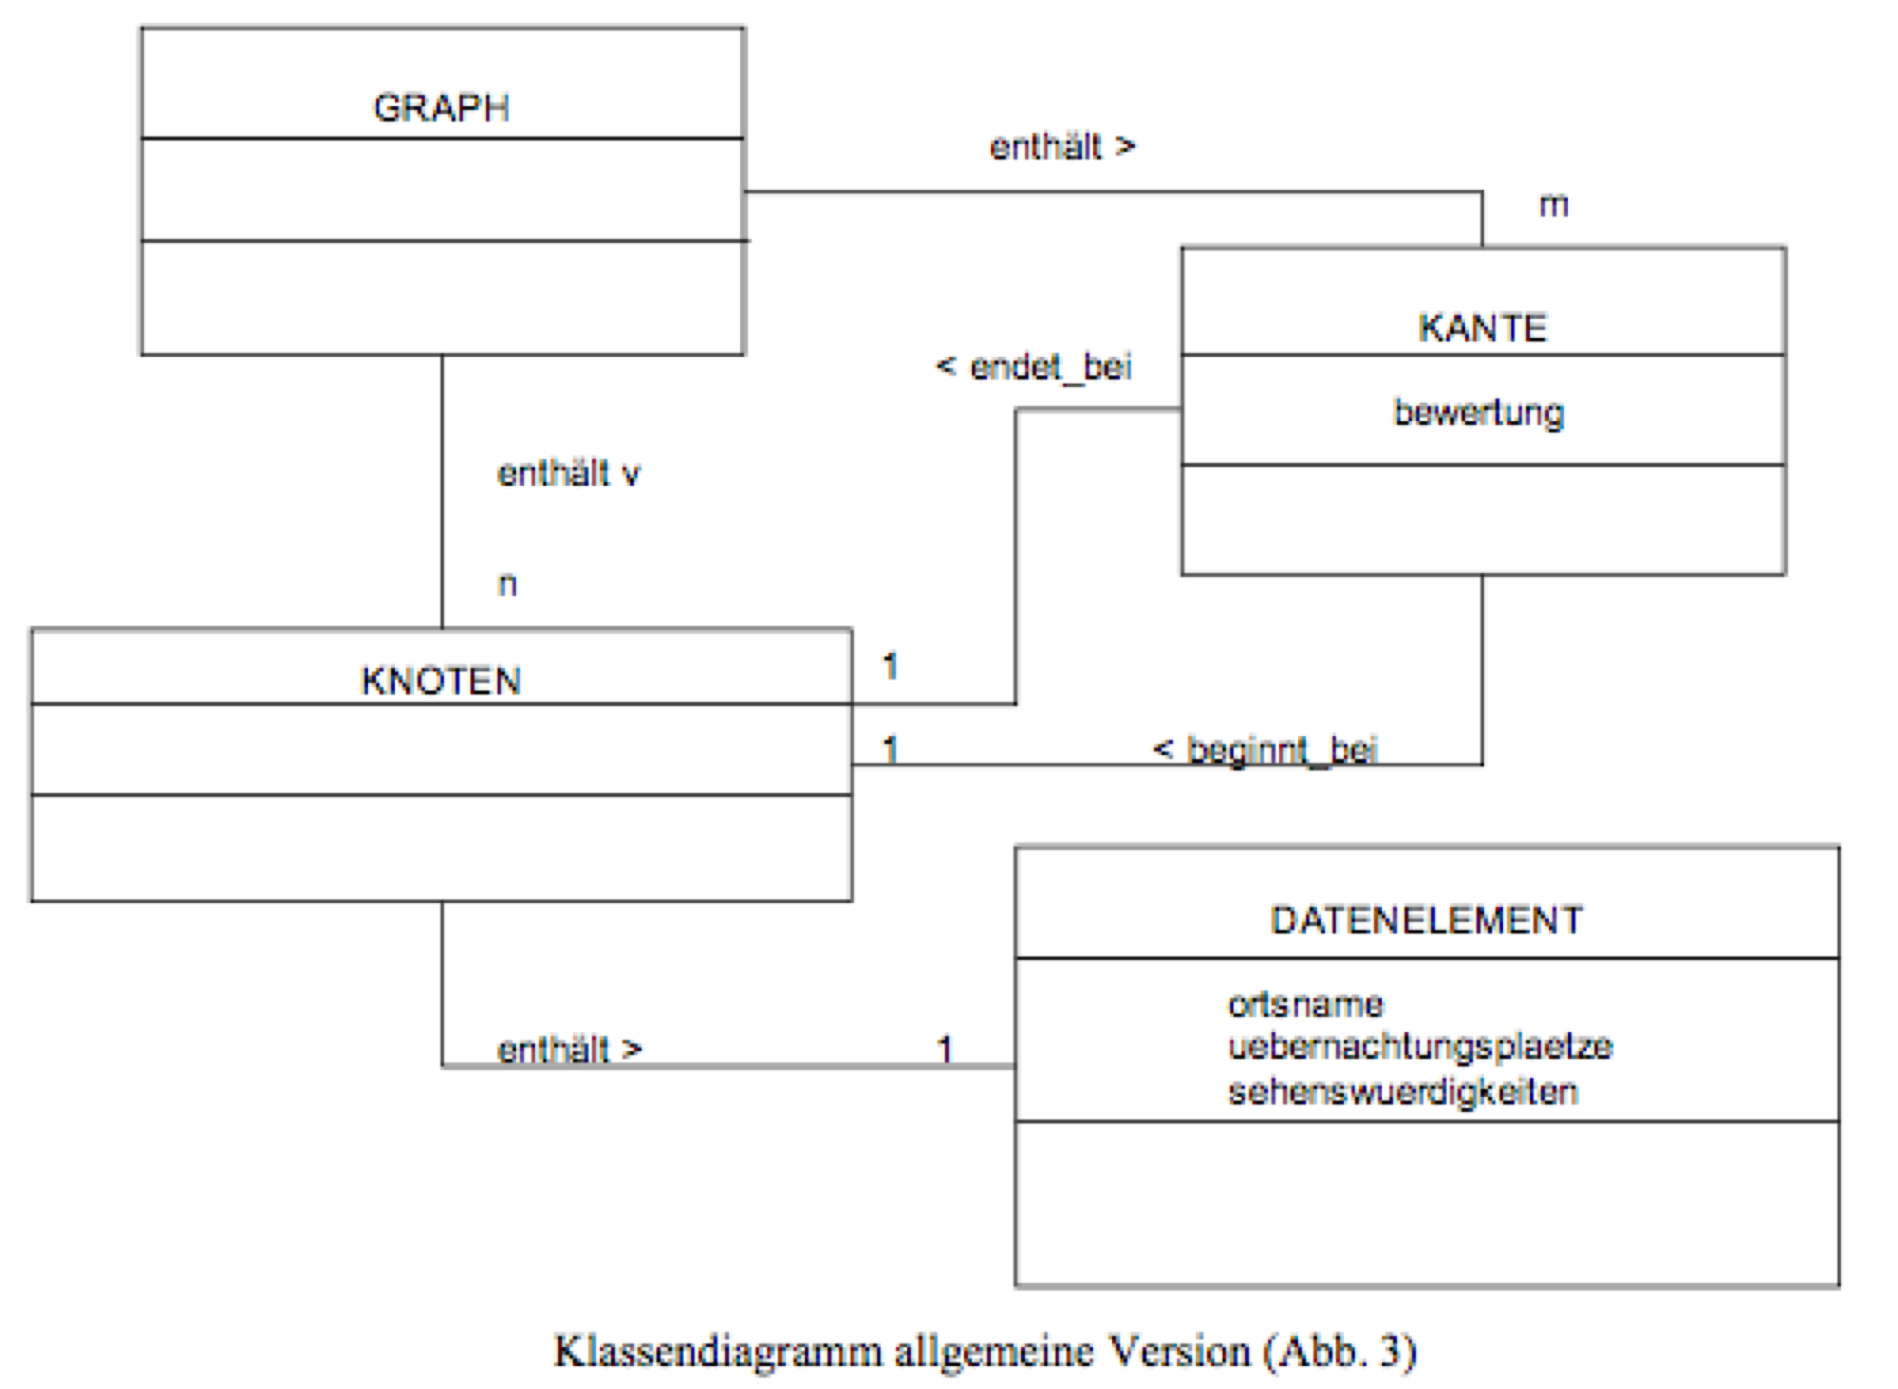 GRAPH
enthält >
m
KANTE
< endet_bei
bewertung
enthält v
n
KNOTEN
1
1
< beginnt_bei
DATENELEMENT
ortsname
uebernachtungsplaetze
sehenswuerdigkeiten
enthält >
1
Klassendiagramm allgemeine Version (Abb. 3)